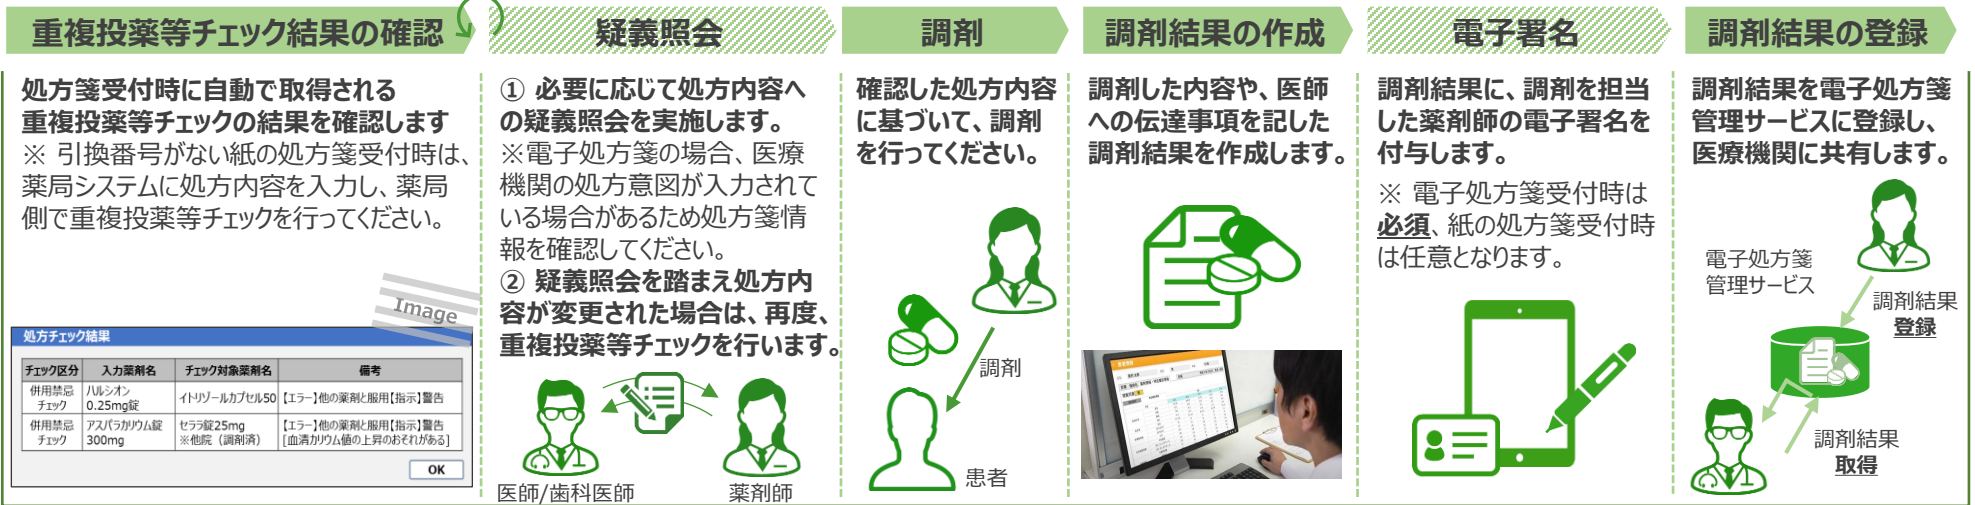 重複投薬等チェック結果の確認
処方箋受付時に自動で取得される
重複投薬等チェックの結果を確認します
※ 引換番号がない紙の処方箋受付時は、
薬局システムに処方内容を入力し、薬局
側で重複投薬等チェックを行ってください。
Image
処方チェック結果
チェック区分 入力薬剤名 チェック対象薬剤名 備考
併用禁忌チェック ハルシオン 0.25mg錠 イトリゾールカプセル50 【エラー】他の薬剤と服用【指示】警告
併用禁忌チェック アスパラカリウム錠 300mg セララ錠25mg ※他院（調剤済） 【エラー】他の薬剤と服用【指示】警告 [血清カリウム値の上昇のおそれがある]
OK
疑義照会
① 必要に応じて処方内容へ
の疑義照会を実施します。
※電子処方箋の場合、医療
機関の処方意図が入力されて
いる場合があるため処方箋情
報を確認してください。
② 疑義照会を踏まえ処方内
容が変更された場合は、再度、
重複投薬等チェックを行います。
医師/歯科医師
薬剤師
調剤
確認した処方内容
に基づいて、調剤
を行ってください。
調剤
患者
調剤結果の作成
調剤した内容や、医師
への伝達事項を記した
調剤結果を作成します。
電子署名
調剤結果に、調剤を担当
した薬剤師の電子署名を
付与します。
※ 電子処方箋受付時は
必須、紙の処方箋受付時
は任意となります。
調剤結果の登録
調剤結果を電子処方箋
管理サービスに登録し、
医療機関に共有します。
電子処方箋
管理サービス
調剤結果
登録
調剤結果
取得